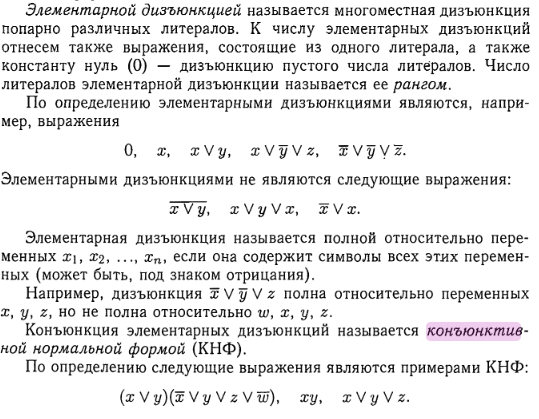 Элементарной дизъюнкцией называется многоместная дизъюнкция
попарно различных литералов. К числу элементарных дизъюнкций
отнесем также выражения, состоящие из одного литерала, а также
константу нуль (0) — дизъюнкцию пустого числа литералов. Число
литералов элементарной дизъюнкции называется ее рангом.
По определению элементарными дизъюнкциями являются, напри-
мер, выражения
0, x, x ∨ y, x ∨ y̅ ∨ z, x̅ ∨ y̅ ∨ z̅.
Элементарными дизъюнкциями не являются следующие выражения:
x̅ ̅∨̅ ̅y̅, x ∨ y ∨ x, x̅ ∨ x.
Элементарная дизъюнкция называется полной относительно пере-
менных x₁, x₂, ..., xₙ, если она содержит символы всех этих перемен-
ных (может быть, под знаком отрицания).
Например, дизъюнкция x̅ ∨ y̅ ∨ z полна относительно переменных
x, y, z, но не полна относительно w, x, y, z.
Конъюнкция элементарных дизъюнкций называется конъюнктив-
ной нормальной формой (КНФ).
По определению следующие выражения являются примерами КНФ:
(x ∨ y)(x̅ ∨ y ∨ z ∨ w̅), xy, x ∨ y ∨ z.